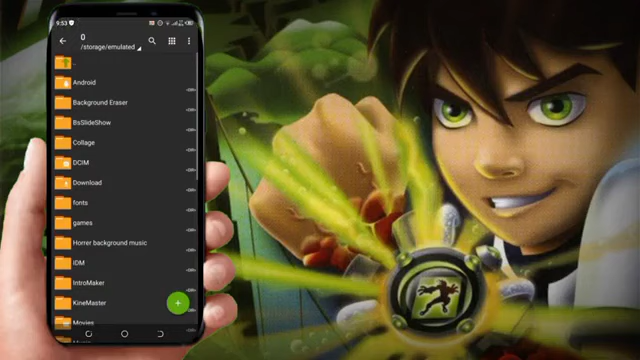 9:53
0
/storage/emulated
..
Android
Background Eraser
BsSlideShow
Collage
DCIM
Download
fonts
games
Horrer background music
IDM
IntroMaker
KineMaster
Movies